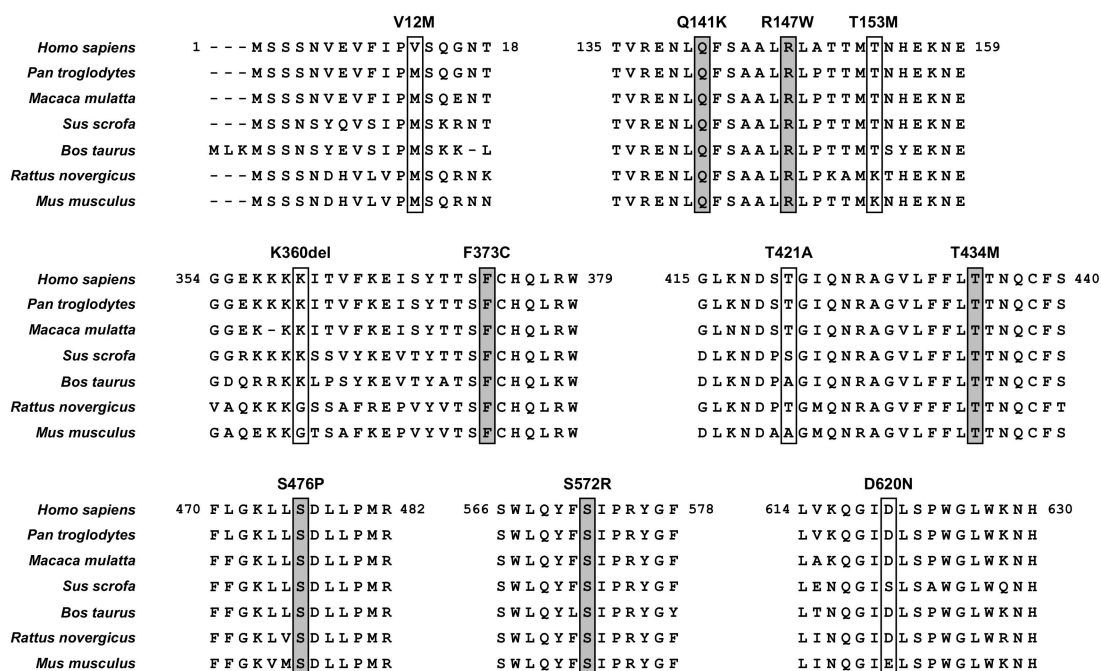 V12M Q141K R147W T153M
Homo sapiens 1 - - - M S S S N V E V F I P V S Q G N T 18 135 T V R E N L Q F S A A L R L A T T M T N H E K N E 159
Pan troglodytes - - - M S S S N V E V F I P M S Q G N T T V R E N L Q F S A A L R L P T T M T N H E K N E
Macaca mulatta - - - M S S S N V E V F I P M S Q E N T T V R E N L Q F S A A L R L P T T M T N H E K N E
Sus scrofa - - - M S S N S Y Q V S I P M S K R N T T V R E N L Q F S A A L R L P T T M T N H E K N E
Bos taurus M L K M S S N S Y E V S I P M S K K - L T V R E N L Q F S A A L R L P T T M T S Y E K N E
Rattus novergicus - - - M S S S N D H V L V P M S Q R N K T V R E N L Q F S A A L R L P K A M K N H E K N E
Mus musculus - - - M S S S N D H V L V P M S Q R N N T V R E N L Q F S A A L R L P T T M K N H E K N E
K360del F373C T421A T434M
Homo sapiens 354 G G E K K K K I T V F K E I S Y T T S F C H Q L R W 379 415 G L K N D S T G I Q N R A G V L F F L T T N Q C F S 440
Pan troglodytes G G E K K K K I T V F K E I S Y T T S F C H Q L R W G L K N D S T G I Q N R A G V L F F L T T N Q C F S
Macaca mulatta G G E K - K K I T V F K E I S Y T T S F C H Q L R W G L N N D S T G I Q N R A G V L F F L T T N Q C F S
Sus scrofa G G R K K K K S S V Y K E V T Y T T S F C H Q L R W D L K N D P S G I Q N R A G V L F F L T T N Q C F S
Bos taurus G D Q R R K K L P S Y K E V T Y A T S F C H Q L K W D L K N D P A G I Q N R A G V L F F L T T N Q C F S
Rattus novergicus V A Q K K K G S S A F R E P V Y V T S F C H Q L R W G L K N D P T G M Q N R A G V F F F L T T N Q C F T
Mus musculus G A Q E K K G T S A F K E P V Y V T S F C H Q L R W D L K N D A A G M Q N R A G V L F F L T T N Q C F S
S476P S572R D620N
Homo sapiens 470 F L G K L L S D L L P M R 482 566 S W L Q Y F S I P R Y G F 578 614 L V K Q G I D L S P W G L W K N H 630
Pan troglodytes F L G K L L S D L L P M R S W L Q Y F S I P R Y G F L V K Q G I D L S P W G L W K N H
Macaca mulatta F F G K L L S D L L P M R S W L Q Y F S I P R Y G F L A K Q G I D L S P W G L W K N H
Sus scrofa F F G K L L S D L L P M R S W L Q Y F S I P R Y G F L E N Q G I S L S A W G L W Q N H
Bos taurus F F G K L L S D L L P M R S W L Q Y L S I P R Y G Y L T N Q G I D L S P W G L W K N H
Rattus novergicus F F G K L V S D L L P M R S W L Q Y F S I P R Y G F L I N Q G I D L S P W G L W R N H
Mus musculus F F G K V M S D L L P M R S W L Q Y F S I P R Y G F L I N Q G I E L S P W G L W K N H